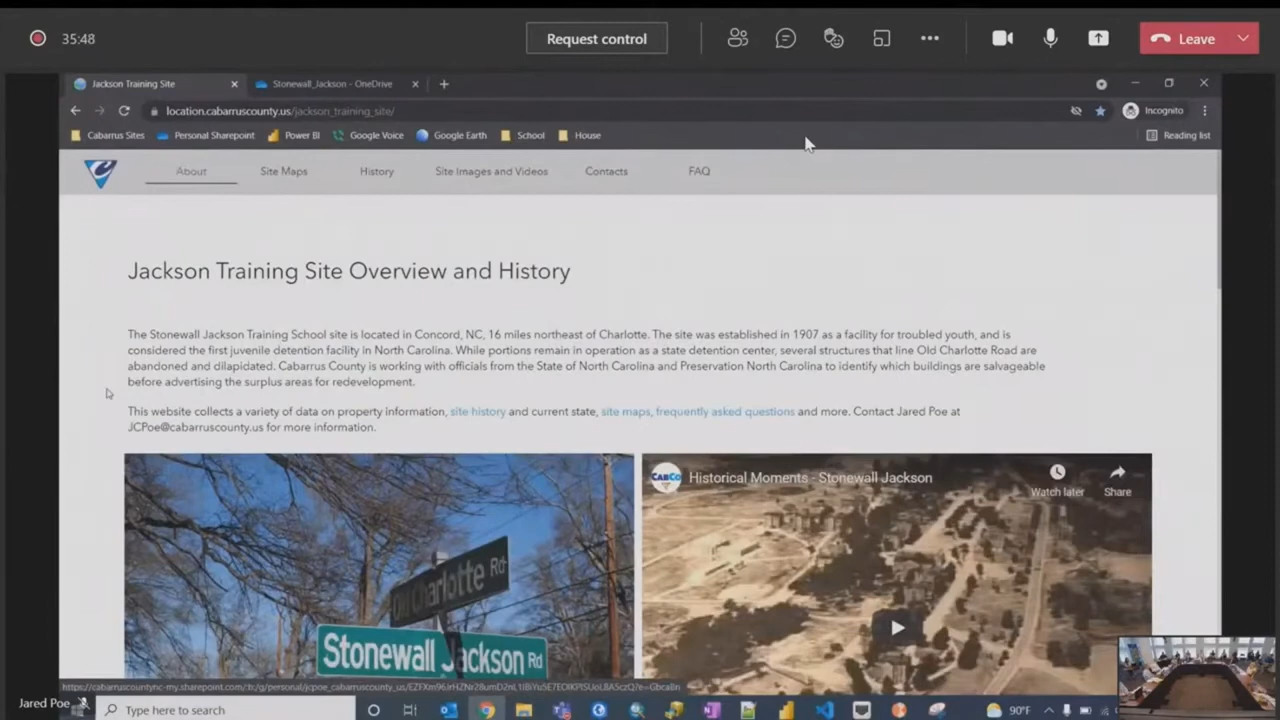 35:48
Request control
Leave
Jackson Training Site
Stonewall_Jackson - OneDrive
location.cabarruscounty.us/jackson_training_site/
Incognito
Cabarrus Sites
Personal Sharepoint
Power BI
Google Voice
Google Earth
School
House
Reading list
About
Site Maps
History
Site Images and Videos
Contacts
FAQ
Jackson Training Site Overview and History
The Stonewall Jackson Training School site is located in Concord, NC, 16 miles northeast of Charlotte. The site was established in 1907 as a facility for troubled youth, and is
considered the first juvenile detention facility in North Carolina. While portions remain in operation as a state detention center, several structures that line Old Charlotte Road are
abandoned and dilapidated. Cabarrus County is working with officials from the State of North Carolina and Preservation North Carolina to identify which buildings are salvageable
before advertising the surplus areas for redevelopment.
This website collects a variety of data on property information, site history and current state, site maps, frequently asked questions and more. Contact Jared Poe at
JCPoe@cabarruscounty.us for more information.
CABCo
Historical Moments - Stonewall Jackson
Watch later
Share
Old Charlotte Rd
Stonewall Jackson Rd
Jared Poe
Type here to search
90°F